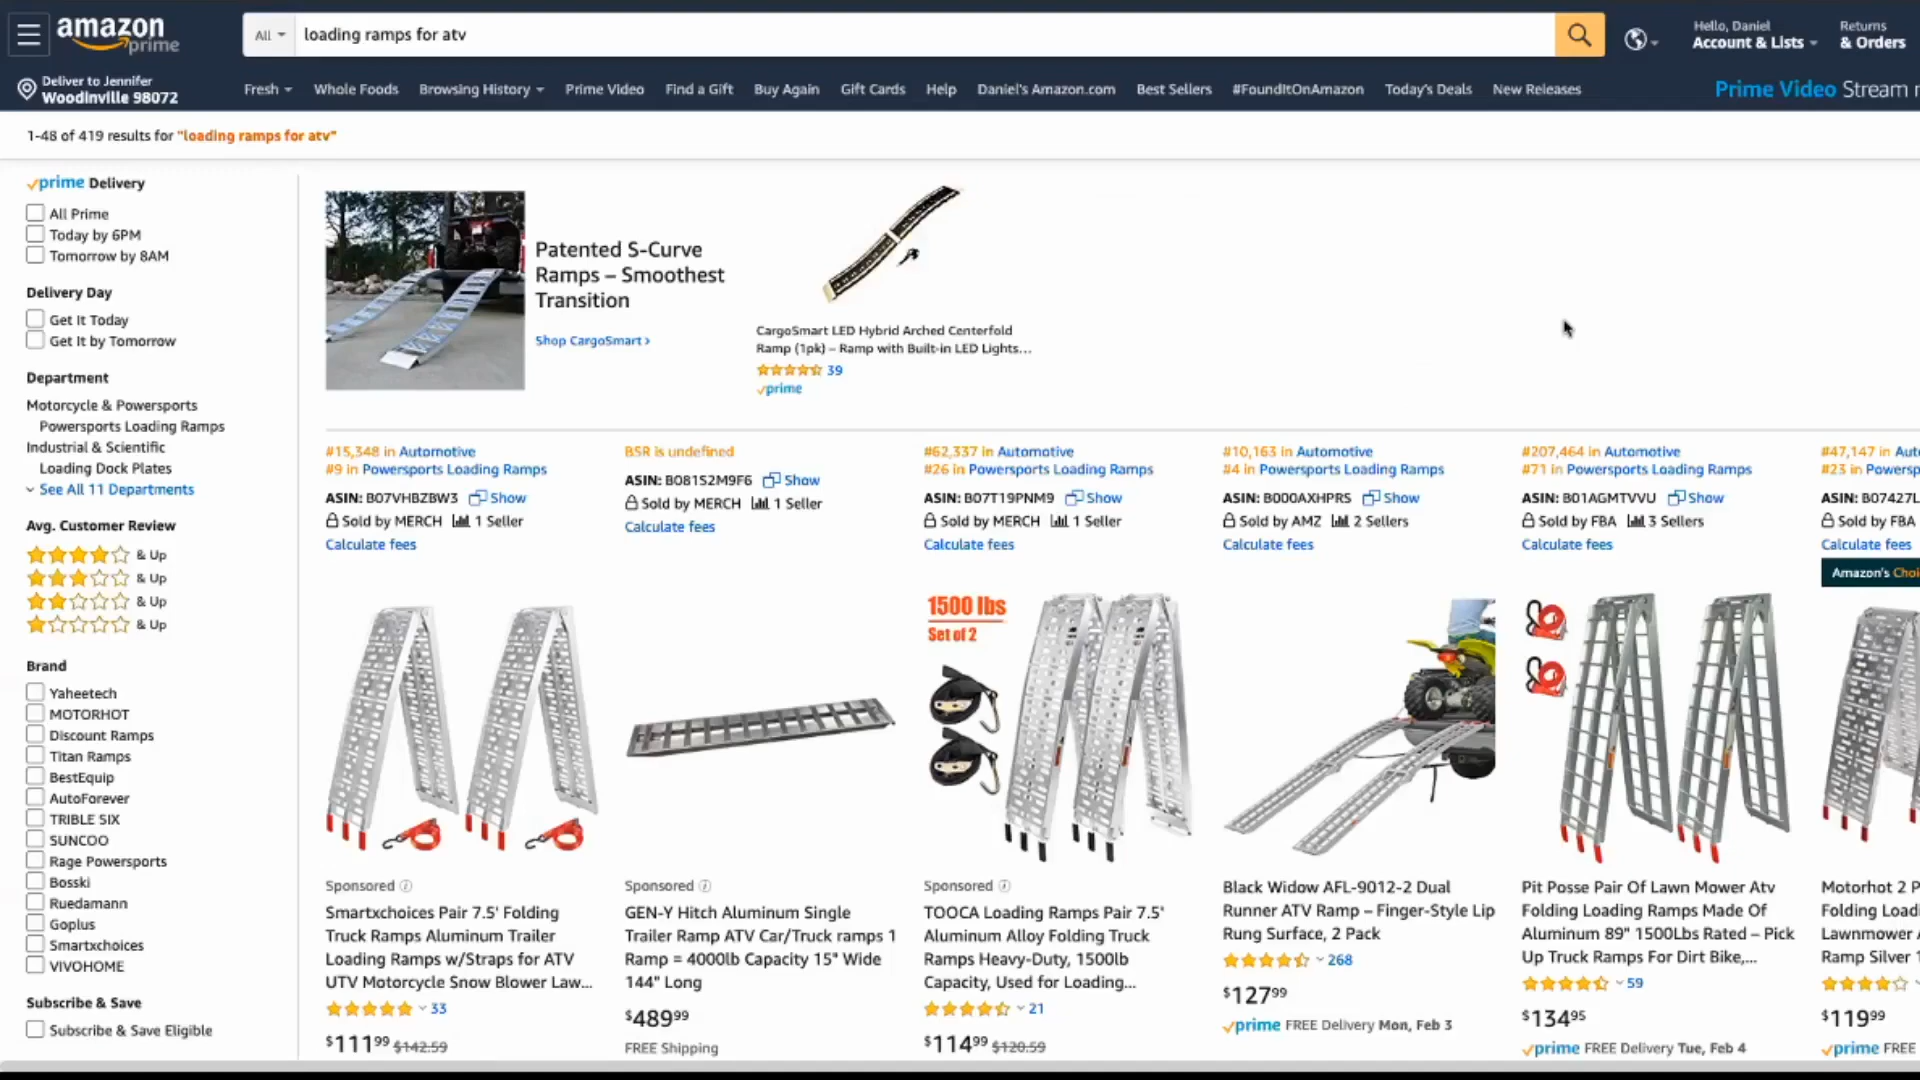 amazon prime
All
loading ramps for atv
Hello, Daniel
Account & Lists
Returns
& Orders
Deliver to Jennifer
Woodinville 98072
Fresh
Whole Foods
Browsing History
Prime Video
Find a Gift
Buy Again
Gift Cards
Help
Daniel's Amazon.com
Best Sellers
#FoundItOnAmazon
Today's Deals
New Releases
Prime Video Stream
1-48 of 419 results for "loading ramps for atv"
prime Delivery
All Prime
Today by 6PM
Tomorrow by 8AM
Delivery Day
Get It Today
Get It by Tomorrow
Department
Motorcycle & Powersports
Powersports Loading Ramps
Industrial & Scientific
Loading Dock Plates
See All 11 Departments
Avg. Customer Review
& Up
& Up
& Up
& Up
Brand
Yaheetech
MOTORHOT
Discount Ramps
Titan Ramps
BestEquip
AutoForever
TRIBLE SIX
SUNCOO
Rage Powersports
Bosski
Ruedamann
Goplus
Smartxchoices
VIVOHOME
Subscribe & Save
Subscribe & Save Eligible
Patented S-Curve
Ramps – Smoothest
Transition
Shop CargoSmart ›
CargoSmart LED Hybrid Arched Centerfold
Ramp (1pk) – Ramp with Built-in LED Lights…
39
prime
#15,348 in Automotive
#9 in Powersports Loading Ramps
ASIN: B07VHBZBW3 Show
Sold by MERCH 1 Seller
Calculate fees
Sponsored
Smartxchoices Pair 7.5' Folding
Truck Ramps Aluminum Trailer
Loading Ramps w/Straps for ATV
UTV Motorcycle Snow Blower Law...
33
$111 99 $142.59
BSR is undefined
ASIN: B081S2M9F6 Show
Sold by MERCH 1 Seller
Calculate fees
Sponsored
GEN-Y Hitch Aluminum Single
Trailer Ramp ATV Car/Truck ramps 1
Ramp = 4000lb Capacity 15" Wide
144" Long
$489 99
FREE Shipping
#62,337 in Automotive
#26 in Powersports Loading Ramps
ASIN: B07T19PNM9 Show
Sold by MERCH 1 Seller
Calculate fees
1500 lbs
Set of 2
Sponsored
TOOCA Loading Ramps Pair 7.5'
Aluminum Alloy Folding Truck
Ramps Heavy-Duty, 1500lb
Capacity, Used for Loading...
21
$114 99 $120.59
#10,163 in Automotive
#4 in Powersports Loading Ramps
ASIN: B000AXHPRS Show
Sold by AMZ 2 Sellers
Calculate fees
Black Widow AFL-9012-2 Dual
Runner ATV Ramp – Finger-Style Lip
Rung Surface, 2 Pack
268
$127 99
prime FREE Delivery Mon, Feb 3
#207,464 in Automotive
#71 in Powersports Loading Ramps
ASIN: B01AGMTVVU Show
Sold by FBA 3 Sellers
Calculate fees
Pit Posse Pair Of Lawn Mower Atv
Folding Loading Ramps Made Of
Aluminum 89" 1500Lbs Rated – Pick
Up Truck Ramps For Dirt Bike,...
59
$134 95
prime FREE Delivery Tue, Feb 4
#47,147 in
#23 in
ASIN: B07427L
Sold by FBA
Calculate fees
Amazon's
Motorhot 2
Folding
Lawnmower
Ramp Silver
$119 99
prime FREE